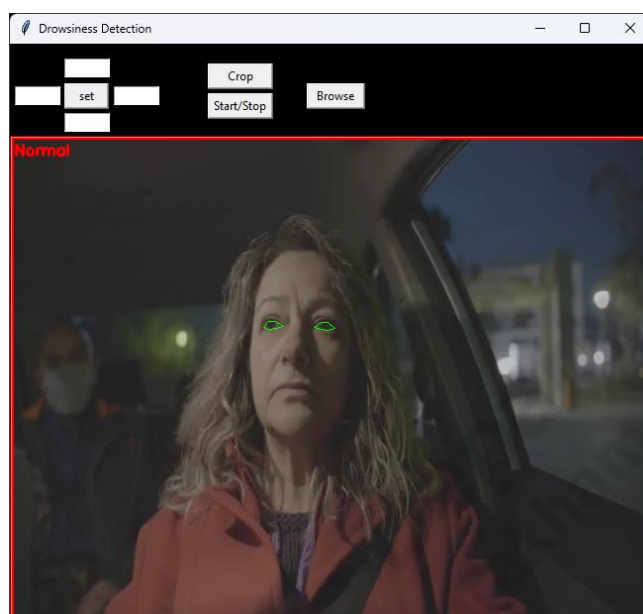 Drowsiness Detection
Crop
set
Browse
Start/Stop
Normal